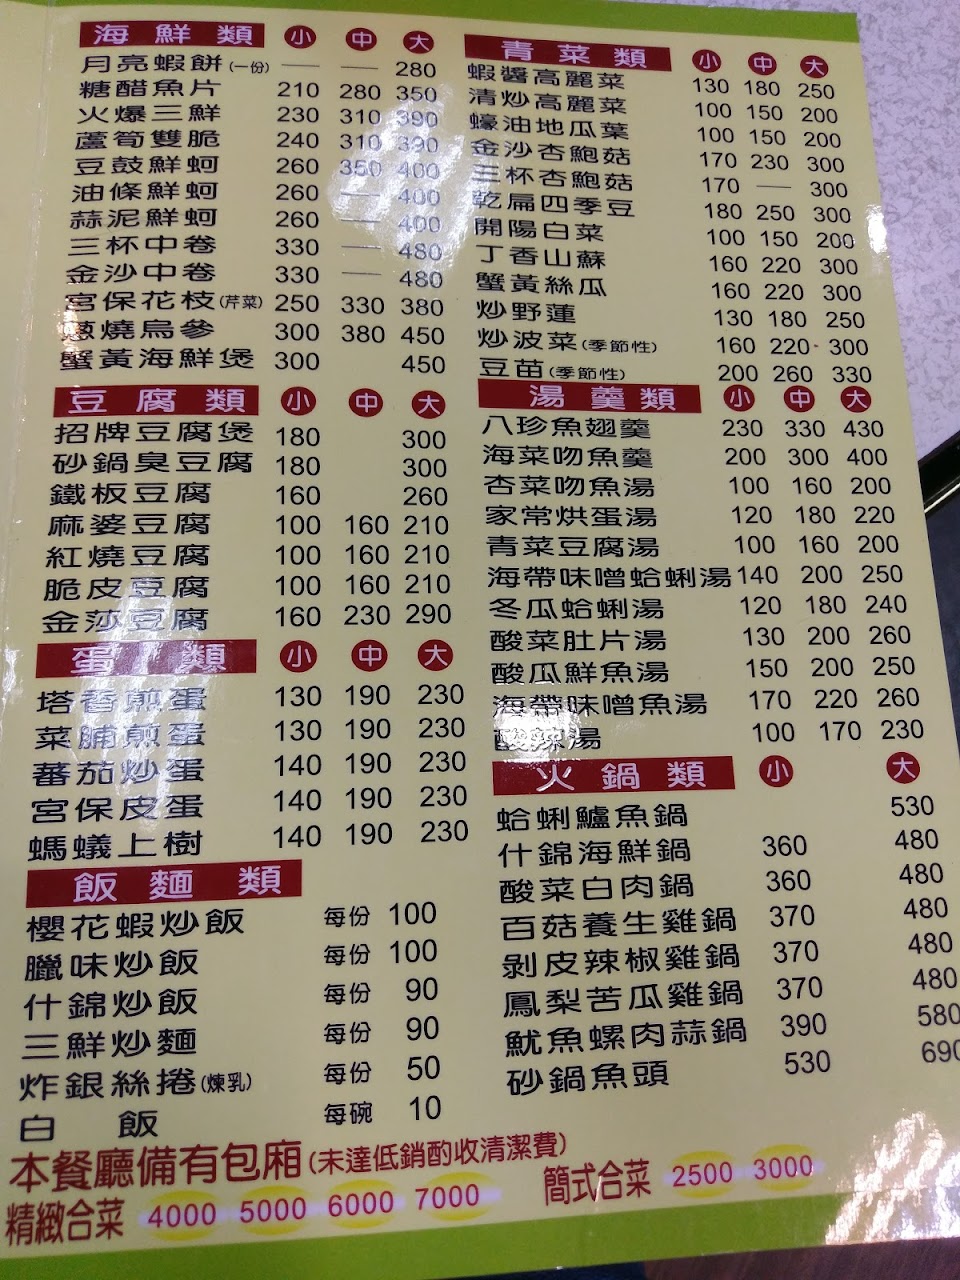 海鮮類 小 中 大
月亮蝦餅(一份) — — 280
糖醋魚片 210 280 350
火爆三鮮 230 310 390
蘆筍雙脆 240 310 390
豆鼓鮮蚵 260 350 400
油條鮮蚵 260 — 400
蒜泥鮮蚵 260 — 400
三杯中卷 330 — 480
金沙中卷 330 — 480
宮保花枝(芹菜) 250 330 380
蔥燒烏參 300 380 450
蟹黃海鮮煲 300 450
豆腐類 小 中 大
招牌豆腐煲 180 300
砂鍋臭豆腐 180 300
鐵板豆腐 160 260
麻婆豆腐 100 160 210
紅燒豆腐 100 160 210
脆皮豆腐 100 160 210
金莎豆腐 160 230 290
蛋類 小 中 大
塔香煎蛋 130 190 230
菜脯煎蛋 130 190 230
蕃茄炒蛋 140 190 230
宮保皮蛋 140 190 230
螞蟻上樹 140 190 230
飯麵類
櫻花蝦炒飯 每份 100
臘味炒飯 每份 100
什錦炒飯 每份 90
三鮮炒麵 每份 90
炸銀絲捲(煉乳) 每份 50
白飯 每碗 10
青菜類 小 中 大
蝦醬高麗菜 130 180 250
清炒高麗菜 100 150 200
蠔油地瓜葉 100 150 200
金沙杏鮑菇 170 230 300
三杯杏鮑菇 170 — 300
乾扁四季豆 180 250 300
開陽白菜 100 150 200
丁香山蘇 160 220 300
蟹黃絲瓜 160 220 300
炒野蓮 130 180 250
炒波菜(季節性) 160 220 300
豆苗(季節性) 200 260 330
湯羹類 小 中 大
八珍魚翅羹 230 330 430
海菜吻魚羹 200 300 400
杏菜吻魚湯 100 160 200
家常烘蛋湯 120 180 220
青菜豆腐湯 100 160 200
海帶味噌蛤蜊湯 140 200 250
冬瓜蛤蜊湯 120 180 240
酸菜肚片湯 130 200 260
酸瓜鮮魚湯 150 200 250
海帶味噌魚湯 170 220 260
酸辣湯 100 170 230
火鍋類 小 大
蛤蜊鱸魚鍋 530
什錦海鮮鍋 360 480
酸菜白肉鍋 360 480
百菇養生雞鍋 370 480
剝皮辣椒雞鍋 370 480
鳳梨苦瓜雞鍋 370 480
魷魚螺肉蒜鍋 390 580
砂鍋魚頭 530 690
本餐廳備有包廂(未達低銷酌收清潔費)
精緻合菜 4000 5000 6000 7000
簡式合菜 2500 3000